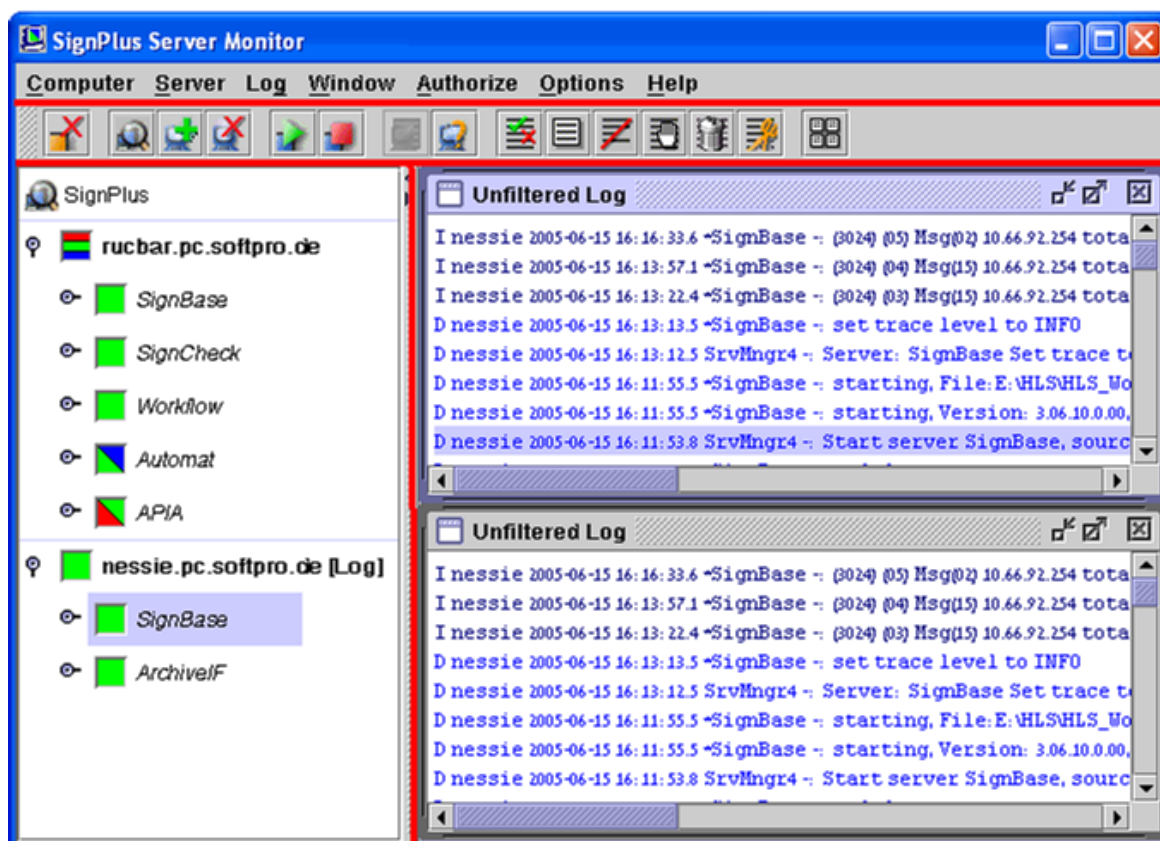 SignPlus Server Monitor
Computer Server Log Window Authorize Options Help
SignPlus
rucbar.pc.softpro.de
SignBase
SignCheck
Workflow
Automat
APIA
nessie.pc.softpro.de [Log]
SignBase
ArchiveIF
Unfiltered Log
I nessie 2005-06-15 16:16:33.6 *SignBase -: (3024) (05) Msg(02) 10.66.92.254 tota
I nessie 2005-06-15 16:13:57.1 *SignBase -: (3024) (04) Msg(15) 10.66.92.254 tota
I nessie 2005-06-15 16:13:22.4 *SignBase -: (3024) (03) Msg(15) 10.66.92.254 tota
D nessie 2005-06-15 16:13:13.5 *SignBase -: set trace level to INFO
D nessie 2005-06-15 16:13:12.5 SrvMngr4 -: Server: SignBase Set trace t
D nessie 2005-06-15 16:11:55.5 *SignBase -: starting, File:E:\HLS\HLS_Wo
D nessie 2005-06-15 16:11:55.5 *SignBase -: starting, Version: 3.06.10.0.00,
D nessie 2005-06-15 16:11:53.8 SrvMngr4 -: Start server SignBase, sourc
Unfiltered Log
I nessie 2005-06-15 16:16:33.6 *SignBase -: (3024) (05) Msg(02) 10.66.92.254 tota
I nessie 2005-06-15 16:13:57.1 *SignBase -: (3024) (04) Msg(15) 10.66.92.254 tota
I nessie 2005-06-15 16:13:22.4 *SignBase -: (3024) (03) Msg(15) 10.66.92.254 tota
D nessie 2005-06-15 16:13:13.5 *SignBase -: set trace level to INFO
D nessie 2005-06-15 16:13:12.5 SrvMngr4 -: Server: SignBase Set trace t
D nessie 2005-06-15 16:11:55.5 *SignBase -: starting, File:E:\HLS\HLS_Wo
D nessie 2005-06-15 16:11:55.5 *SignBase -: starting, Version: 3.06.10.0.00,
D nessie 2005-06-15 16:11:53.8 SrvMngr4 -: Start server SignBase, sourc